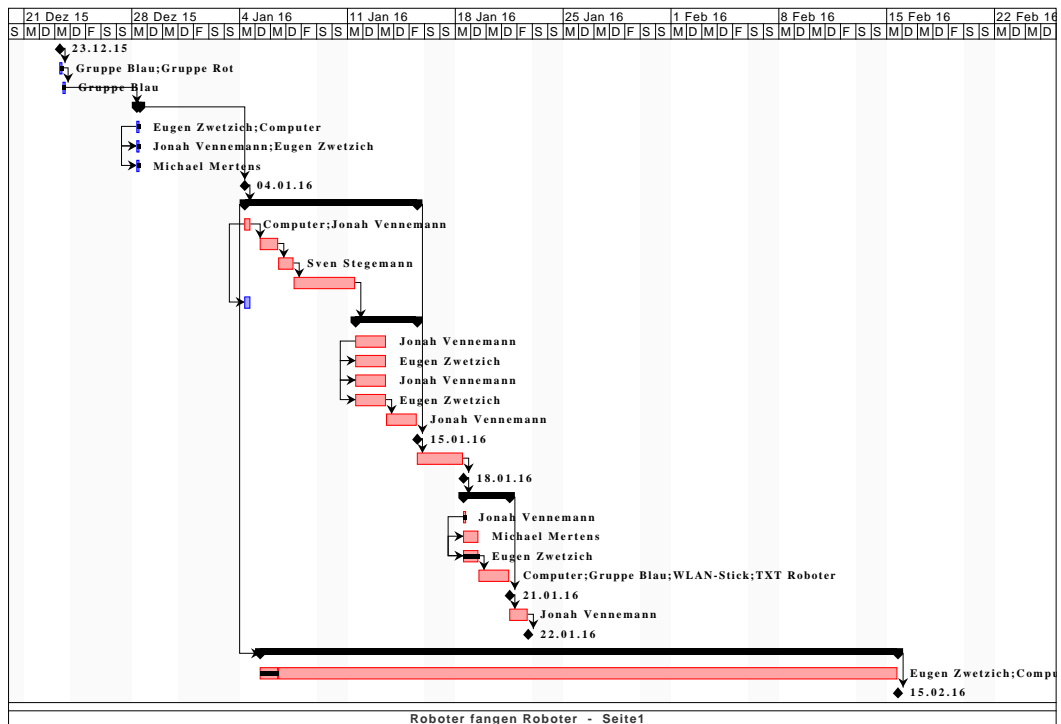 21 Dez 15 28 Dez 15 4 Jan 16 11 Jan 16 18 Jan 16 25 Jan 16 1 Feb 16 8 Feb 16 15 Feb 16 22 Feb 16
S M D M D F S S M D M D F S S M D M D F S S M D M D F S S M D M D F S S M D M D F S S M D M D F S S M D M D F S S M D M D F S S M D M D
23.12.15
Gruppe Blau;Gruppe Rot
Gruppe Blau
Eugen Zwetzich;Computer
Jonah Vennemann;Eugen Zwetzich
Michael Mertens
04.01.16
Computer;Jonah Vennemann
Sven Stegemann
Jonah Vennemann
Eugen Zwetzich
Jonah Vennemann
Eugen Zwetzich
Jonah Vennemann
15.01.16
18.01.16
Jonah Vennemann
Michael Mertens
Eugen Zwetzich
Computer;Gruppe Blau;WLAN-Stick;TXT Roboter
21.01.16
Jonah Vennemann
22.01.16
Eugen Zwetzich;Compu
15.02.16
Roboter fangen Roboter - Seite1